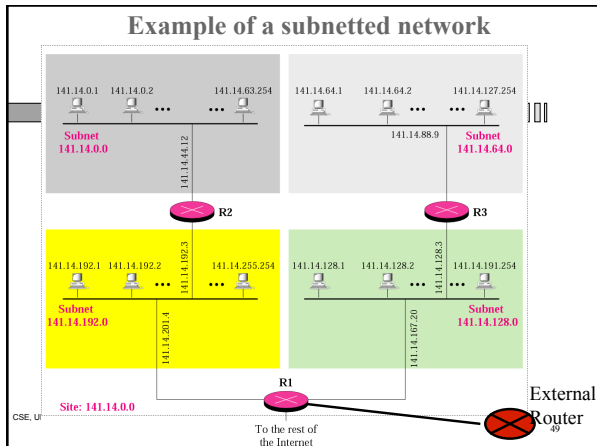 Example of a subnetted network
141.14.0.1 141.14.0.2 141.14.63.254
Subnet
141.14.0.0
141.14.44.12
141.14.64.1 141.14.64.2 141.14.127.254
141.14.88.9
Subnet
141.14.64.0
R2
R3
141.14.192.3
141.14.192.1 141.14.192.2 141.14.255.254
Subnet
141.14.192.0
141.14.201.4
141.14.128.3
141.14.128.1 141.14.128.2 141.14.191.254
Subnet
141.14.128.0
141.14.167.20
R1
Site: 141.14.0.0
To the rest of
the Internet
External
Router
CSE, UI
49